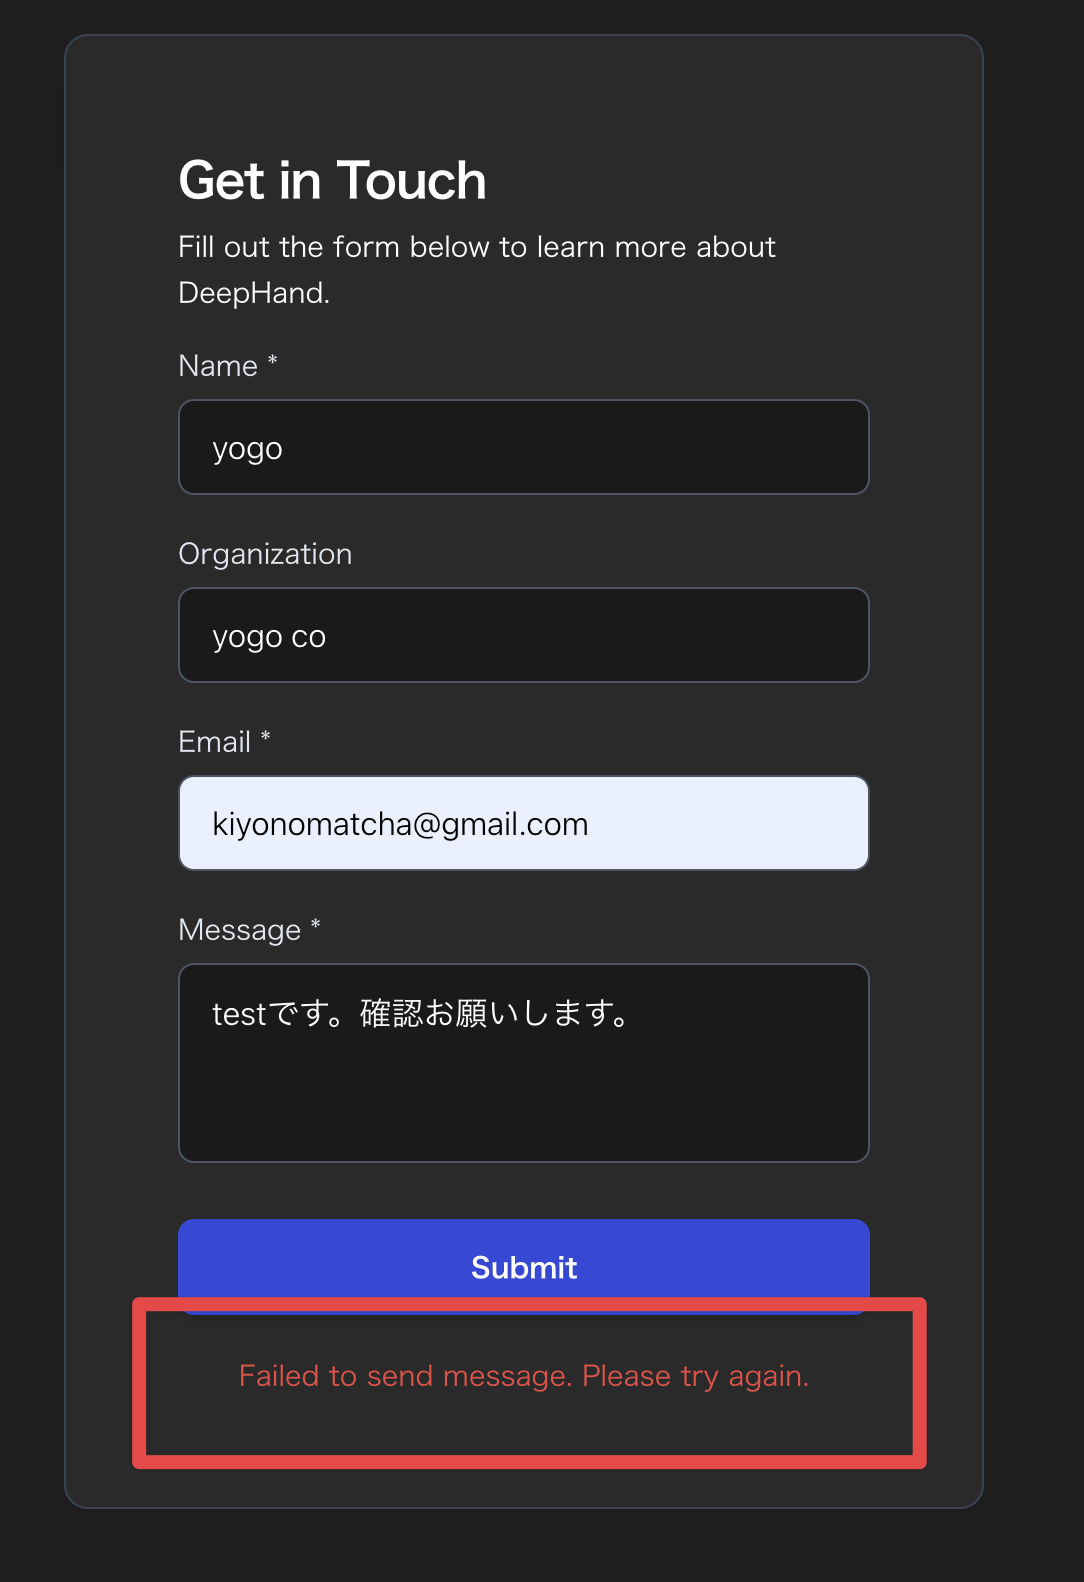 Get in Touch
Fill out the form below to learn more about
DeepHand.
Name *
yogo
Organization
yogo co
Email *
kiyonomatcha@gmail.com
Message *
testです。確認お願いします。
Submit
Failed to send message. Please try again.